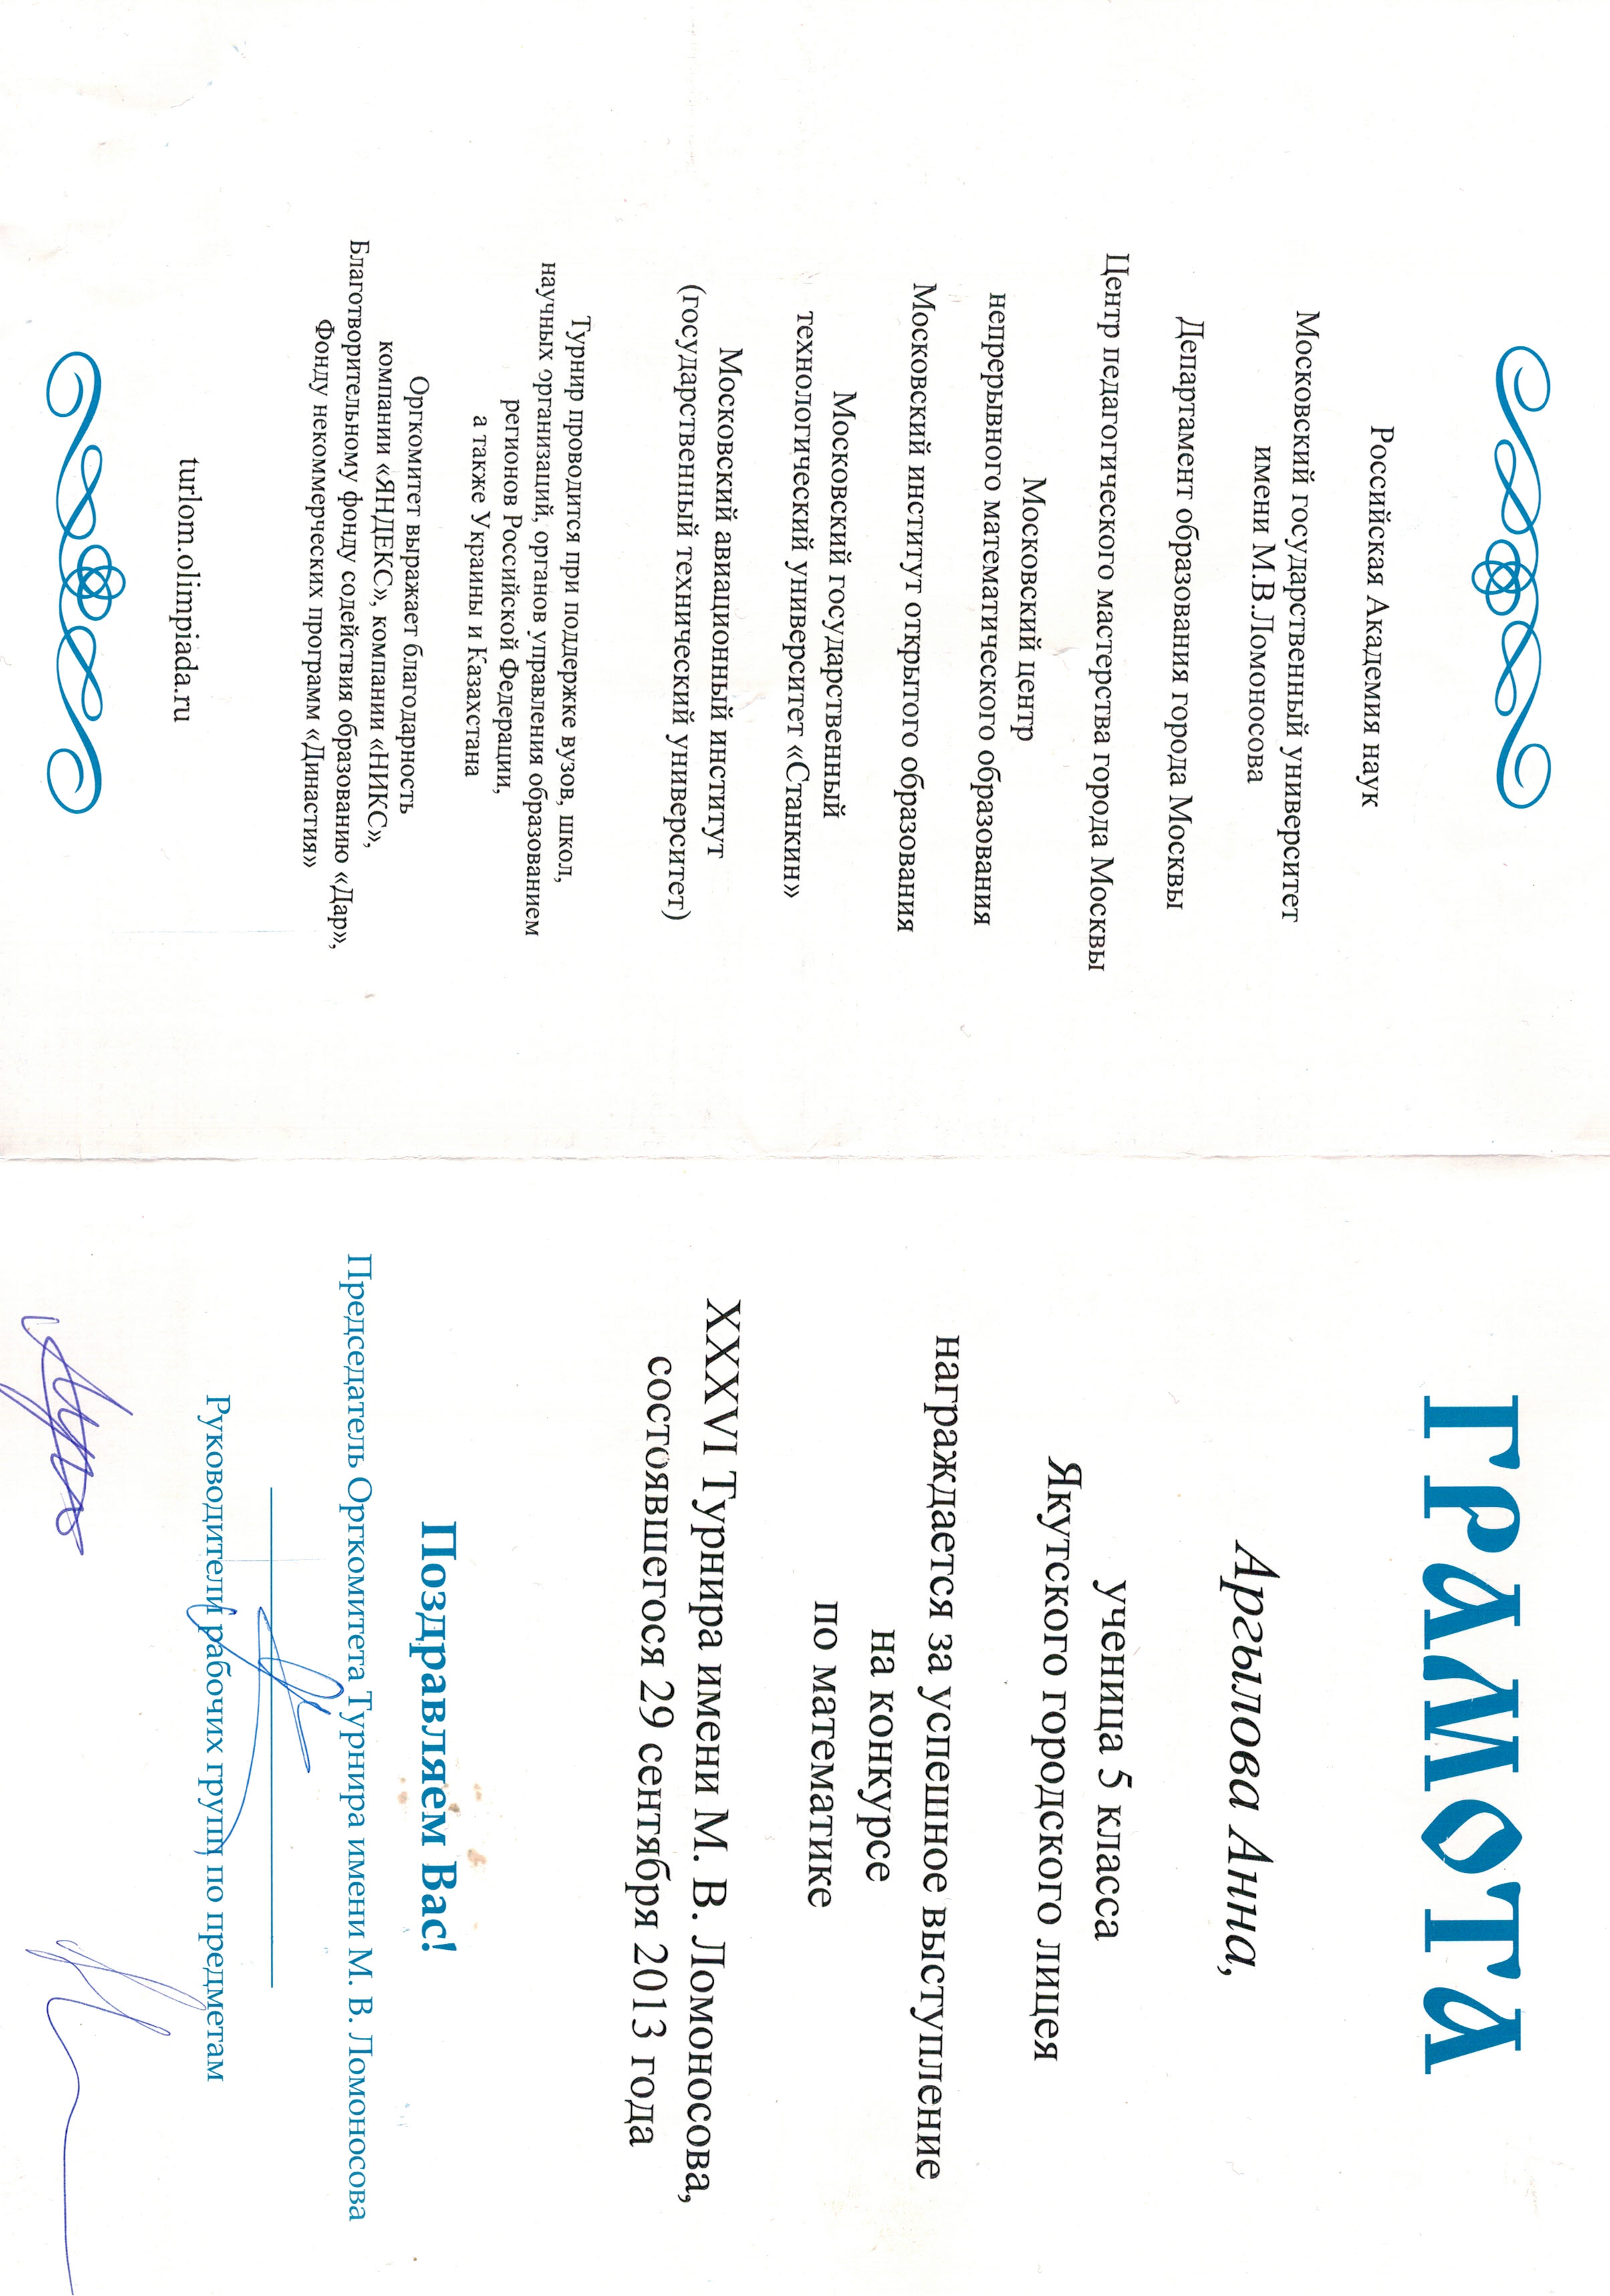 Российская Академия наук
Московский государственный университет
имени М.В.Ломоносова
Департамент образования города Москвы
Центр педагогического мастерства города Москвы
Московский центр
непрерывного математического образования
Московский институт открытого образования
Московский государственный
технологический университет «Станкин»
Московский авиационный институт
(государственный технический университет)
Турнир проводится при поддержке вузов, школ,
научных организаций, органов управления образованием
регионов Российской Федерации,
а также Украины и Казахстана
Оргкомитет выражает благодарность
компании «ЯНДЕКС», компании «НИКС»,
Благотворительному фонду содействия образованию «Дар»,
Фонду некоммерческих программ «Династия»
turlom.olimpiada.ru
ГРАМОТА
Аргылова Анна,
ученица 5 класса
Якутского городского лицея
награждается за успешное выступление
на конкурсе
по математике
XXXVI Турнира имени М. В. Ломоносова,
состоявшегося 29 сентября 2013 года
Поздравляем Вас!
Председатель Оргкомитета Турнира имени М. В. Ломоносова
Руководители рабочих групп по предметам